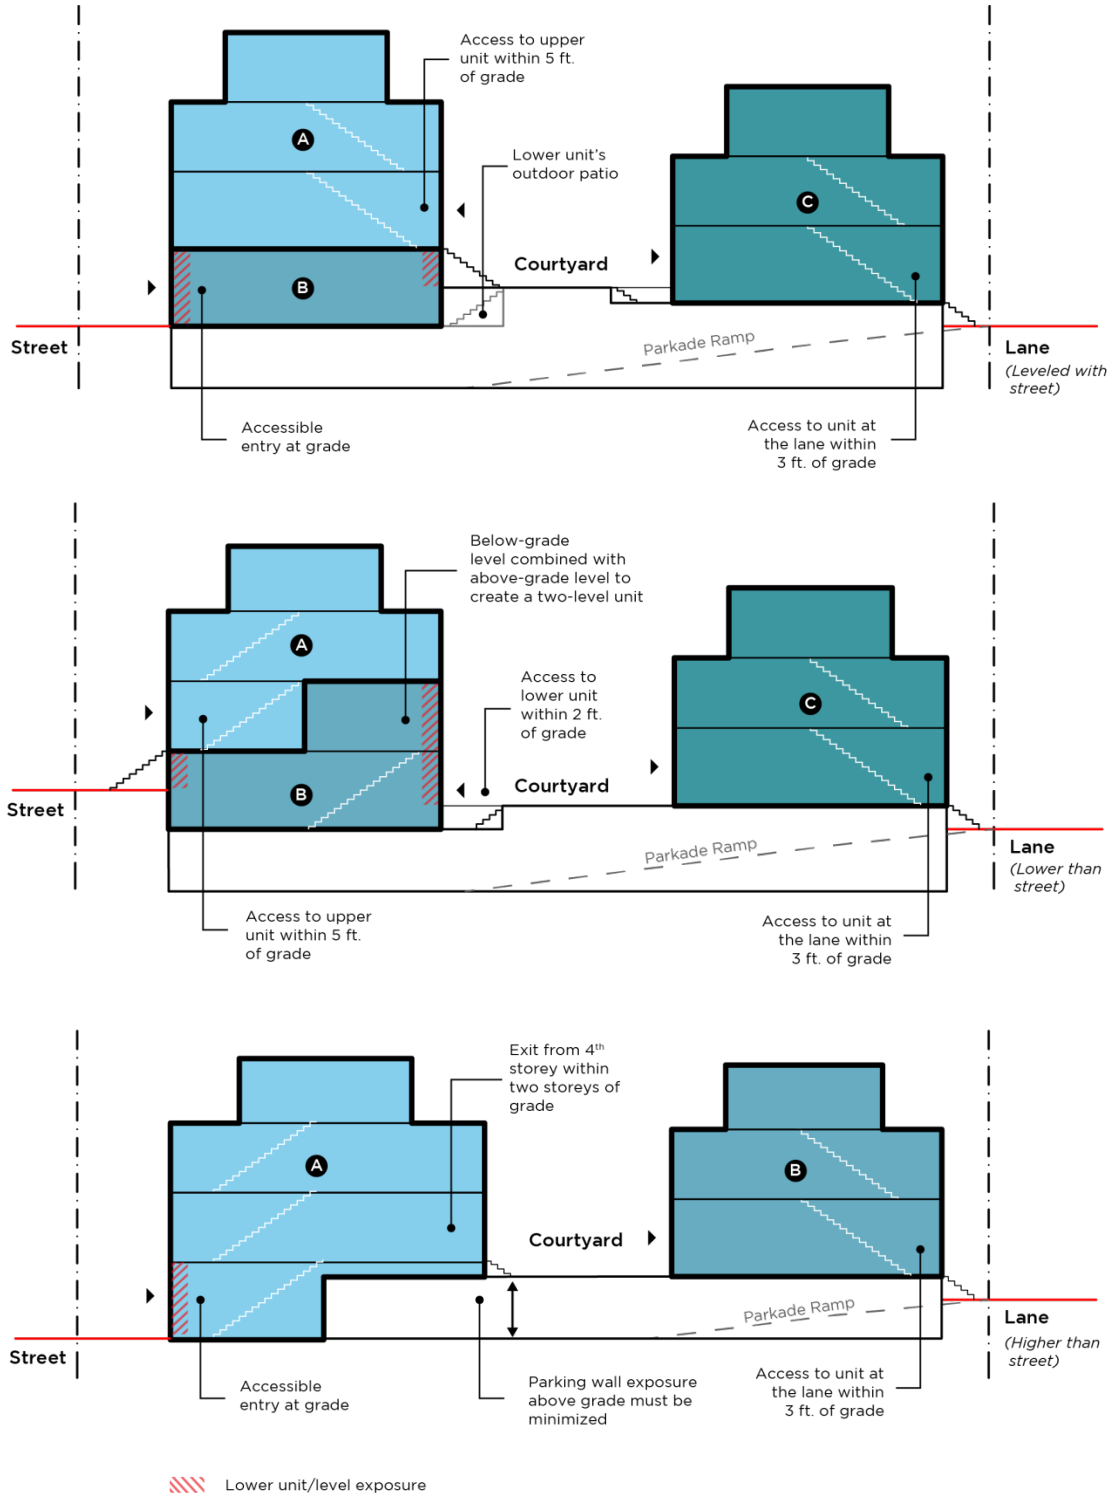 Access to upper
unit within 5 ft.
of grade
A
Lower unit's
outdoor patio
C
Courtyard
B
Parkade Ramp
Street
Lane
(Leveled with
street)
Accessible
entry at grade
Access to unit at
the lane within
3 ft. of grade
Below-grade
level combined with
above-grade level to
create a two-level unit
A
Access to
lower unit
within 2 ft.
of grade
C
Courtyard
B
Street
Parkade Ramp
Lane
(Lower than
street)
Access to upper
unit within 5 ft.
of grade
Access to unit at
the lane within
3 ft. of grade
Exit from 4th
storey within
two storeys of
grade
A
B
Courtyard
Parkade Ramp
Street
Lane
(Higher than
street)
Accessible
entry at grade
Parking wall exposure
above grade must be
minimized
Access to unit at
the lane within
3 ft. of grade
Lower unit/level exposure